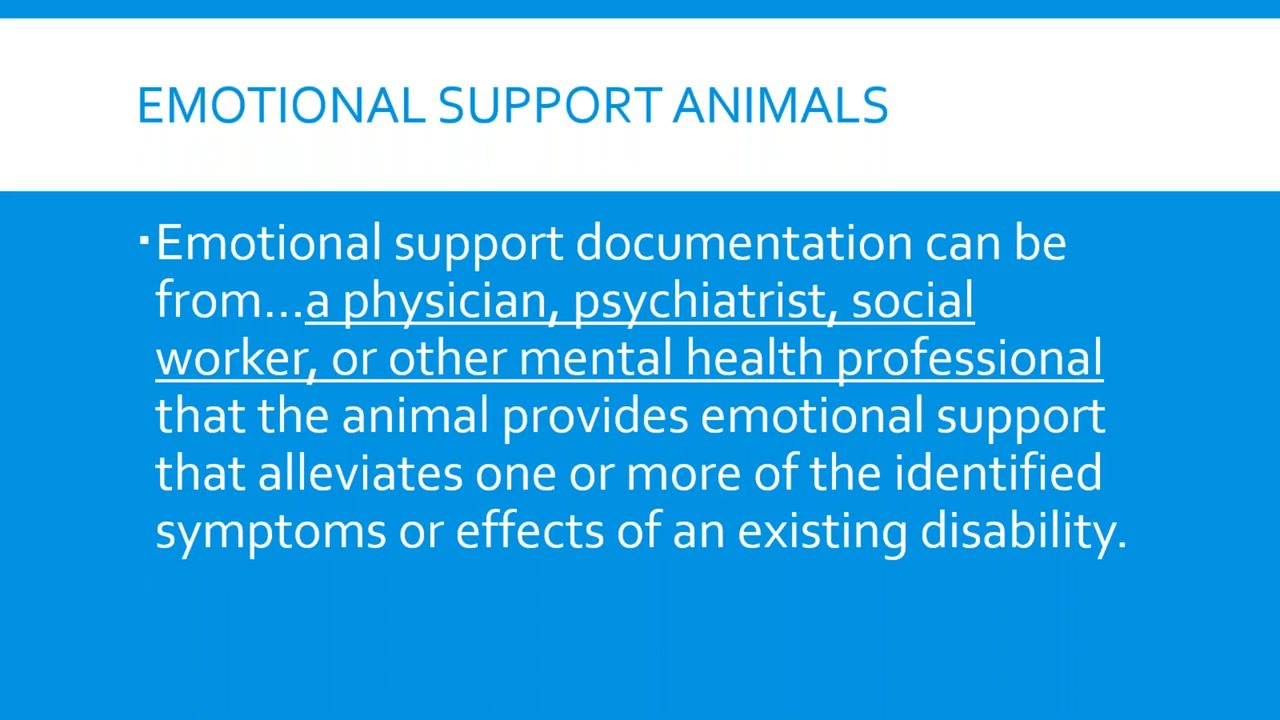 EMOTIONAL SUPPORT ANIMALS
▪Emotional support documentation can be
from...a physician, psychiatrist, social
worker, or other mental health professional
that the animal provides emotional support
that alleviates one or more of the identified
symptoms or effects of an existing disability.